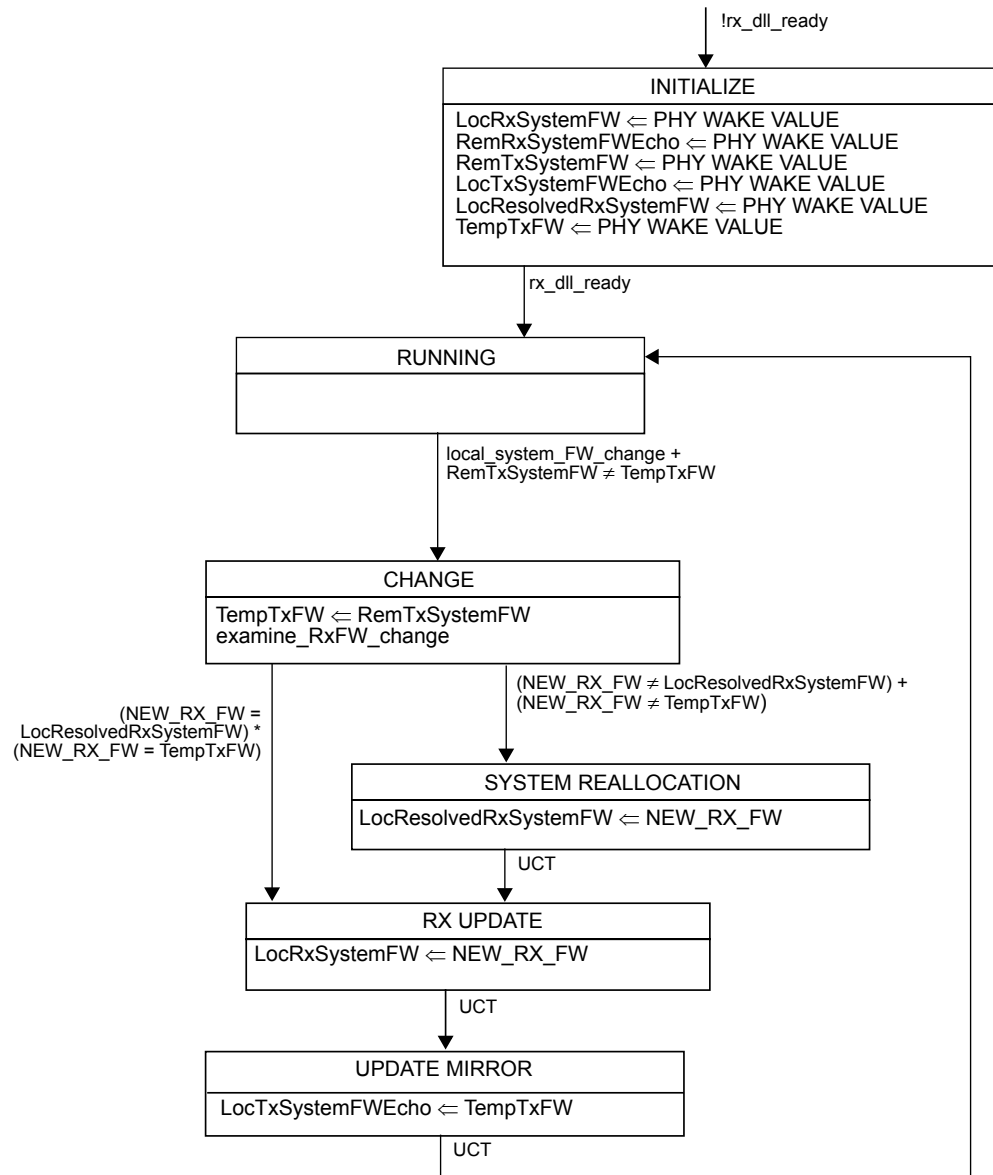 !rx_dll_ready
INITIALIZE
LocRxSystemFW ⇐ PHY WAKE VALUE
RemRxSystemFWEcho ⇐ PHY WAKE VALUE
RemTxSystemFW ⇐ PHY WAKE VALUE
LocTxSystemFWEcho ⇐ PHY WAKE VALUE
LocResolvedRxSystemFW ⇐ PHY WAKE VALUE
TempTxFW ⇐ PHY WAKE VALUE
rx_dll_ready
RUNNING
local_system_FW_change +
RemTxSystemFW ≠ TempTxFW
CHANGE
TempTxFW ⇐ RemTxSystemFW
examine_RxFW_change
(NEW_RX_FW =
LocResolvedRxSystemFW) *
(NEW_RX_FW = TempTxFW)
(NEW_RX_FW ≠ LocResolvedRxSystemFW) +
(NEW_RX_FW ≠ TempTxFW)
SYSTEM REALLOCATION
LocResolvedRxSystemFW ⇐ NEW_RX_FW
UCT
RX UPDATE
LocRxSystemFW ⇐ NEW_RX_FW
UCT
UPDATE MIRROR
LocTxSystemFWEcho ⇐ TempTxFW
UCT